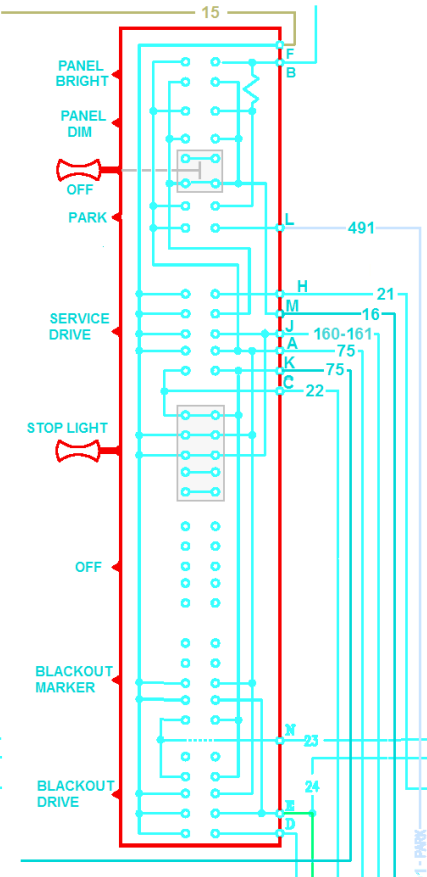 15
F
PANEL
BRIGHT
B
PANEL
DIM
OFF
PARK
L
491
H
21
M
16
SERVICE
DRIVE
J
160-161
A
75
K
75
C
22
STOP LIGHT
OFF
BLACKOUT
MARKER
N
23
24
BLACKOUT
DRIVE
E
D
1 - PARK